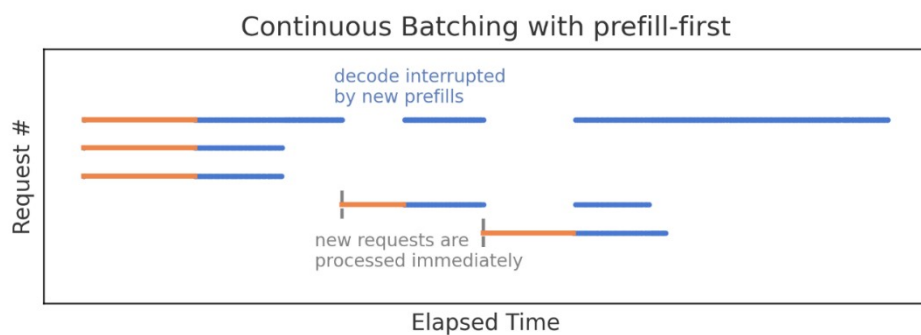 Continuous Batching with prefill-first
decode interrupted
by new prefills
Request #
new requests are
processed immediately
Elapsed Time